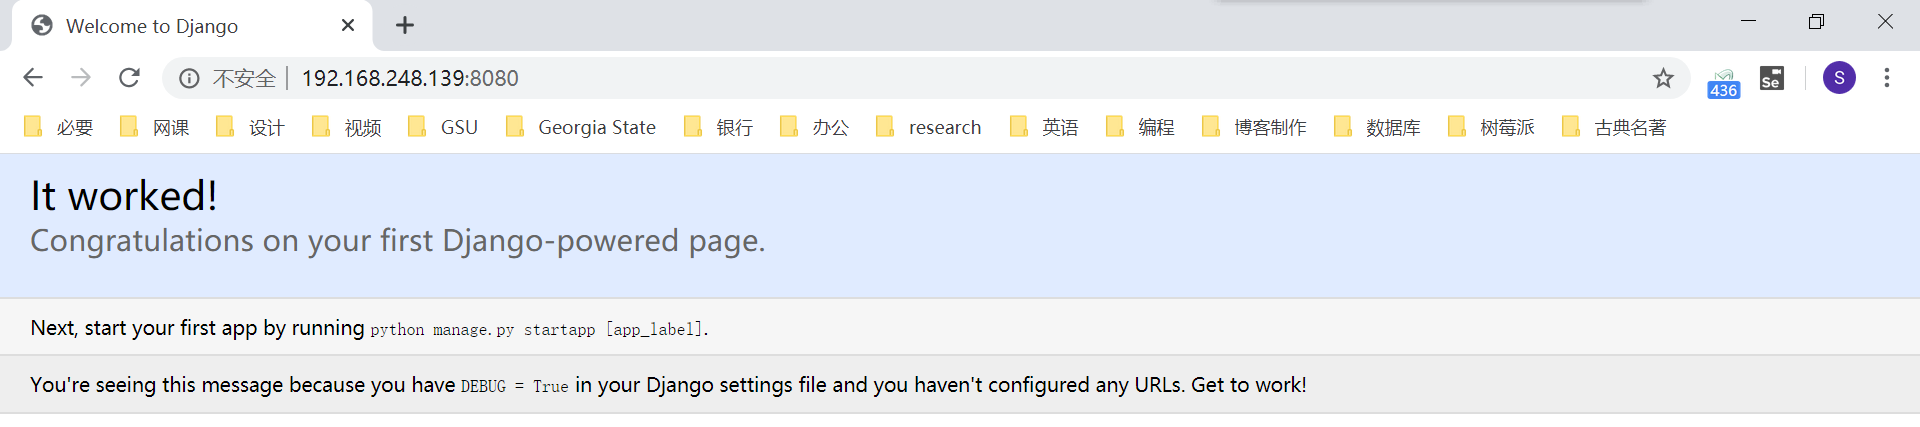 Welcome to Django
不安全 192.168.248.139:8080
436 Se S
必要 网课 设计 视频 GSU Georgia State 银行 办公 research 英语 编程 博客制作 数据库 树莓派 古典名著
It worked!
Congratulations on your first Django-powered page.
Next, start your first app by running python manage.py startapp [app_label].
You're seeing this message because you have DEBUG = True in your Django settings file and you haven't configured any URLs. Get to work!